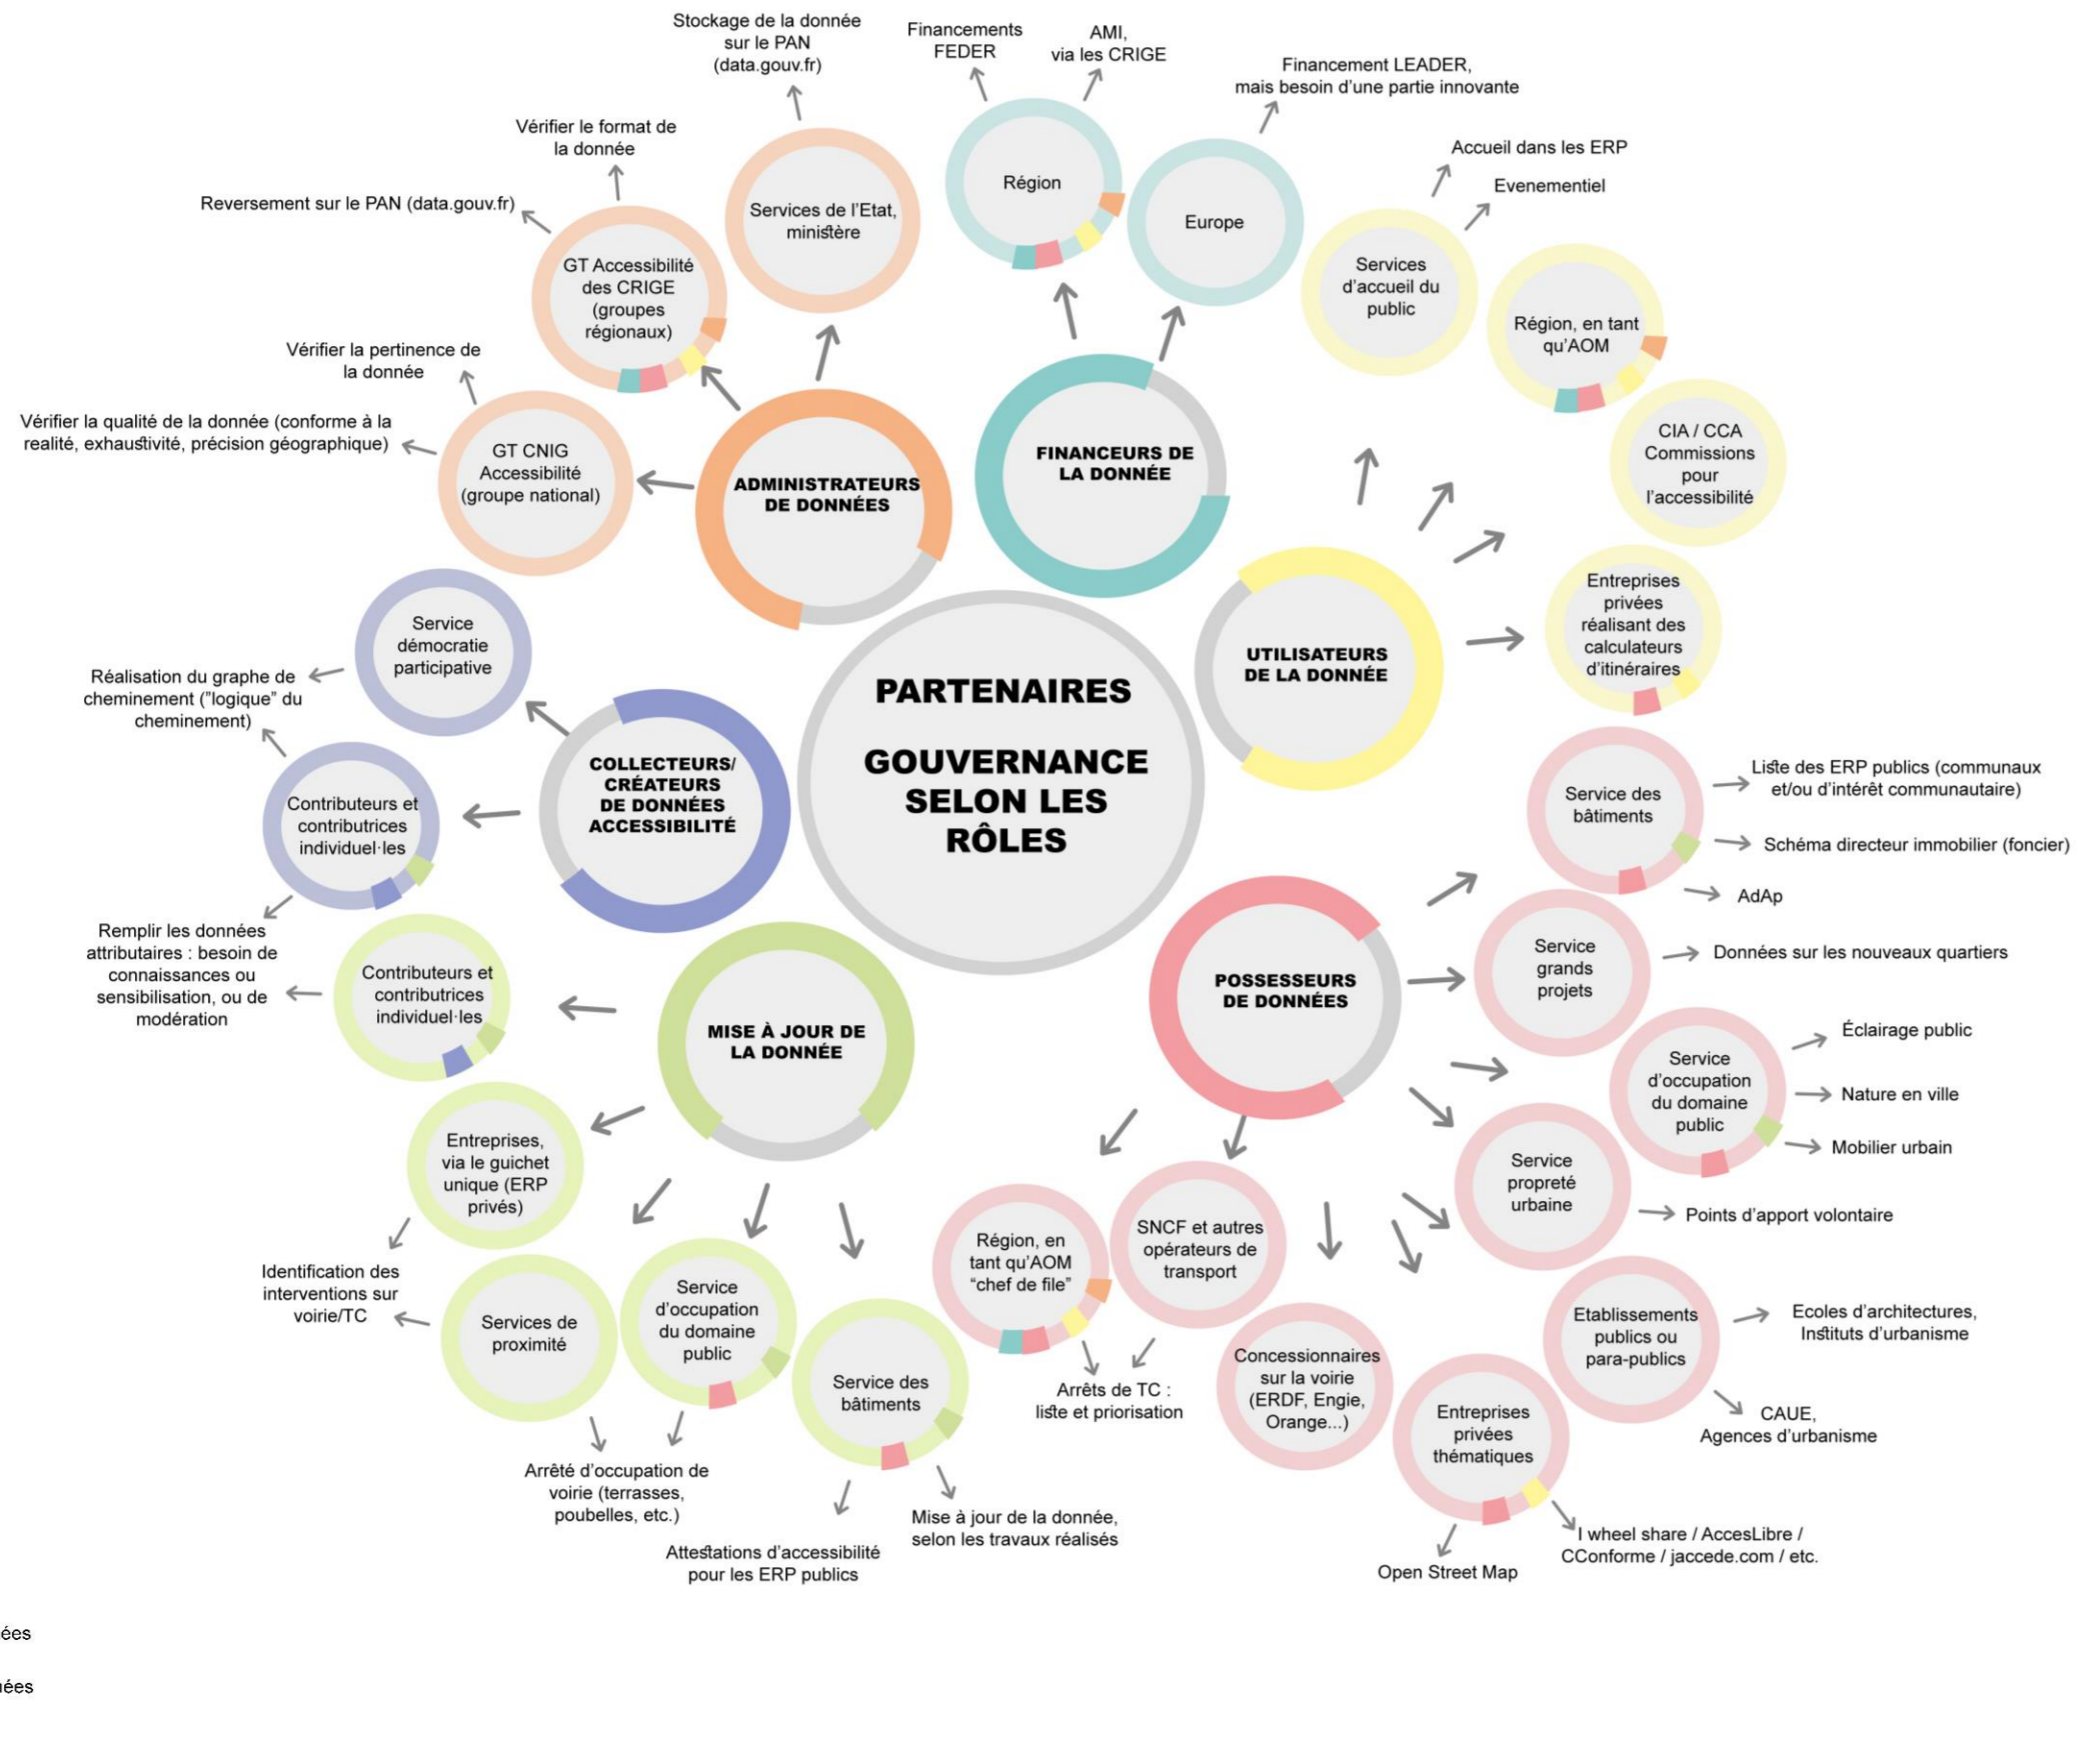 Stockage de la donnée
sur le PAN
(data.gouv.fr)
Financements
FEDER
AMI,
via les CRIGE
Financement LEADER,
mais besoin d'une partie innovante
Vérifier le format de
la donnée
Accueil dans les ERP
Evenementiel
Reversement sur le PAN (data.gouv.fr)
Services de l'Etat,
ministère
Région
Europe
GT Accessibilité
des CRIGE
(groupes
régionaux)
Services
d'accueil du
public
Région, en tant
qu'AOM
Vérifier la pertinence de
la donnée
Vérifier la qualité de la donnée (conforme à la
realité, exhaustivité, précision géographique)
GT CNIG
Accessibilité
(groupe national)
ADMINISTRATEURS
DE DONNÉES
FINANCEURS DE
LA DONNÉE
CIA / CCA
Commissions
pour
l'accessibilité
Entreprises
privées
réalisant des
calculateurs
d'itinéraires
Service
démocratie
participative
UTILISATEURS
DE LA DONNÉE
Réalisation du graphe de
cheminement ("logique" du
cheminement)
PARTENAIRES
GOUVERNANCE
SELON LES
RÔLES
COLLECTEURS/
CRÉATEURS
DE DONNÉES
ACCESSIBILITÉ
Contributeurs et
contributrices
individuel·les
Service des
bâtiments
Liste des ERP publics (communaux
et/ou d'intérêt communautaire)
Schéma directeur immobilier (foncier)
AdAp
Remplir les données
attributaires : besoin de
connaissances ou
sensibilisation, ou de
modération
Contributeurs et
contributrices
individuel·les
Service
grands
projets
Données sur les nouveaux quartiers
MISE À JOUR DE
LA DONNÉE
POSSESSEURS
DE DONNÉES
Service
d'occupation
du domaine
public
Éclairage public
Nature en ville
Mobilier urbain
Entreprises,
via le guichet
unique (ERP
privés)
Service
propreté
urbaine
Points d'apport volontaire
Identification des
interventions sur
voirie/TC
Services de
proximité
Service
d'occupation
du domaine
public
Service des
bâtiments
Région, en
tant qu'AOM
“chef de file”
SNCF et autres
opérateurs de
transport
Arrêts de TC :
liste et priorisation
Concessionnaires
sur la voirie
(ERDF, Engie,
Orange...)
Entreprises
privées
thématiques
Etablissements
publics ou
para-publics
Ecoles d'architectures,
Instituts d'urbanisme
CAUE,
Agences d'urbanisme
Arrêté d'occupation de
voirie (terrasses,
poubelles, etc.)
Attestations d'accessibilité
pour les ERP publics
Mise à jour de la donnée,
selon les travaux réalisés
Open Street Map
I wheel share / AccesLibre /
CConforme / jaccede.com / etc.
ées
ées